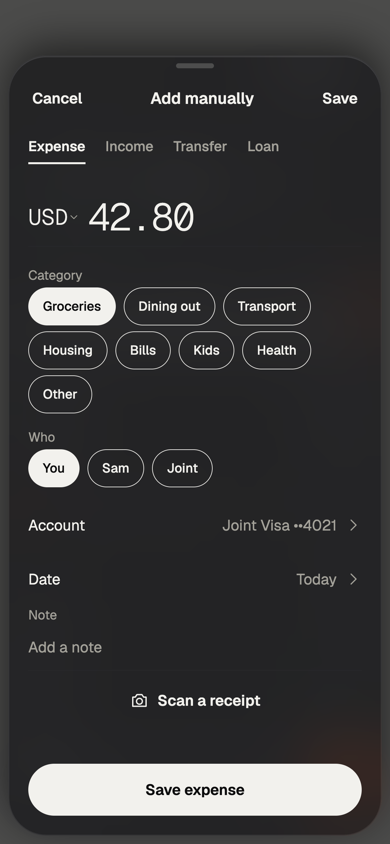 Cancel Add manually Save
Expense Income Transfer Loan
USD 42.80
Category
Groceries Dining out Transport
Housing Bills Kids Health
Other
Who
You Sam Joint
Account Joint Visa ••4021
Date Today
Note
Add a note
Scan a receipt
Save expense